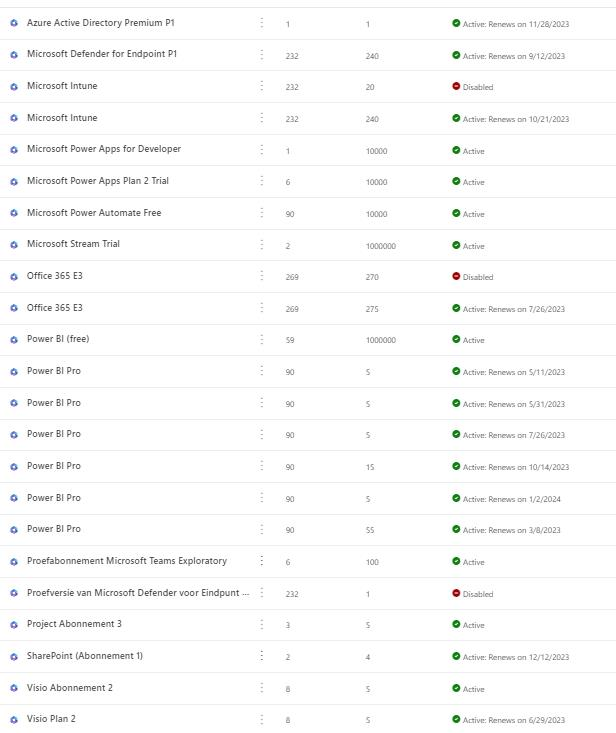 Azure Active Directory Premium P1 1 1 Active: Renews on 11/28/2023
Microsoft Defender for Endpoint P1 232 240 Active: Renews on 9/12/2023
Microsoft Intune 232 20 Disabled
Microsoft Intune 232 240 Active: Renews on 10/21/2023
Microsoft Power Apps for Developer 1 10000 Active
Microsoft Power Apps Plan 2 Trial 6 10000 Active
Microsoft Power Automate Free 90 10000 Active
Microsoft Stream Trial 2 1000000 Active
Office 365 E3 269 270 Disabled
Office 365 E3 269 275 Active: Renews on 7/26/2023
Power BI (free) 59 1000000 Active
Power BI Pro 90 5 Active: Renews on 5/11/2023
Power BI Pro 90 5 Active: Renews on 5/31/2023
Power BI Pro 90 5 Active: Renews on 7/26/2023
Power BI Pro 90 15 Active: Renews on 10/14/2023
Power BI Pro 90 5 Active: Renews on 1/2/2024
Power BI Pro 90 55 Active: Renews on 3/8/2023
Proefabonnement Microsoft Teams Exploratory 6 100 Active
Proefversie van Microsoft Defender voor Eindpunt ... 232 1 Disabled
Project Abonnement 3 3 5 Active
SharePoint (Abonnement 1) 2 4 Active: Renews on 12/12/2023
Visio Abonnement 2 8 5 Active
Visio Plan 2 8 5 Active: Renews on 6/29/2023